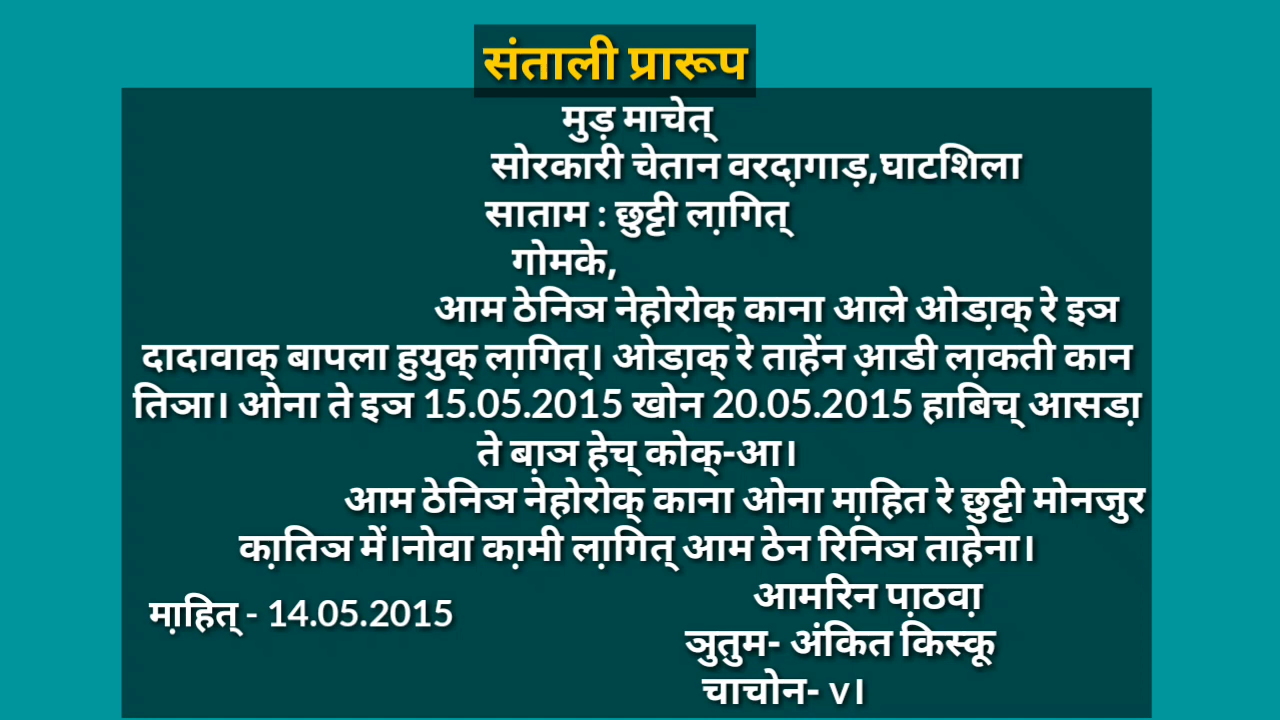 संताली प्रारूप
मुड़ माचेत्
सोरकारी चेतान वरदा़गाड़,घाटशिला
साताम : छुट्टी ला़गित्
गोमके,
आम ठेनिञ नेहोरोक् काना आले ओडा़क् रे इञ
दादावाक् बापला हुयुक् ला़गित्। ओडा़क् रे ताहेंन आ़डी ला़कती कान
तिञा। ओना ते इञ 15.05.2015 खोन 20.05.2015 हाबिच् आसडा़
ते बा़ञ हेच् कोक्-आ।
आम ठेनिञ नेहोरोक् काना ओना मा़हित रे छुट्टी मोनजुर
का़तिञ में।नोवा का़मी ला़गित् आम ठेन रिनिञ ताहेना।
आमरिन पा़ठवा़
मा़हित् - 14.05.2015
ञुतुम- अंकित किस्कू
चाचोन- v।